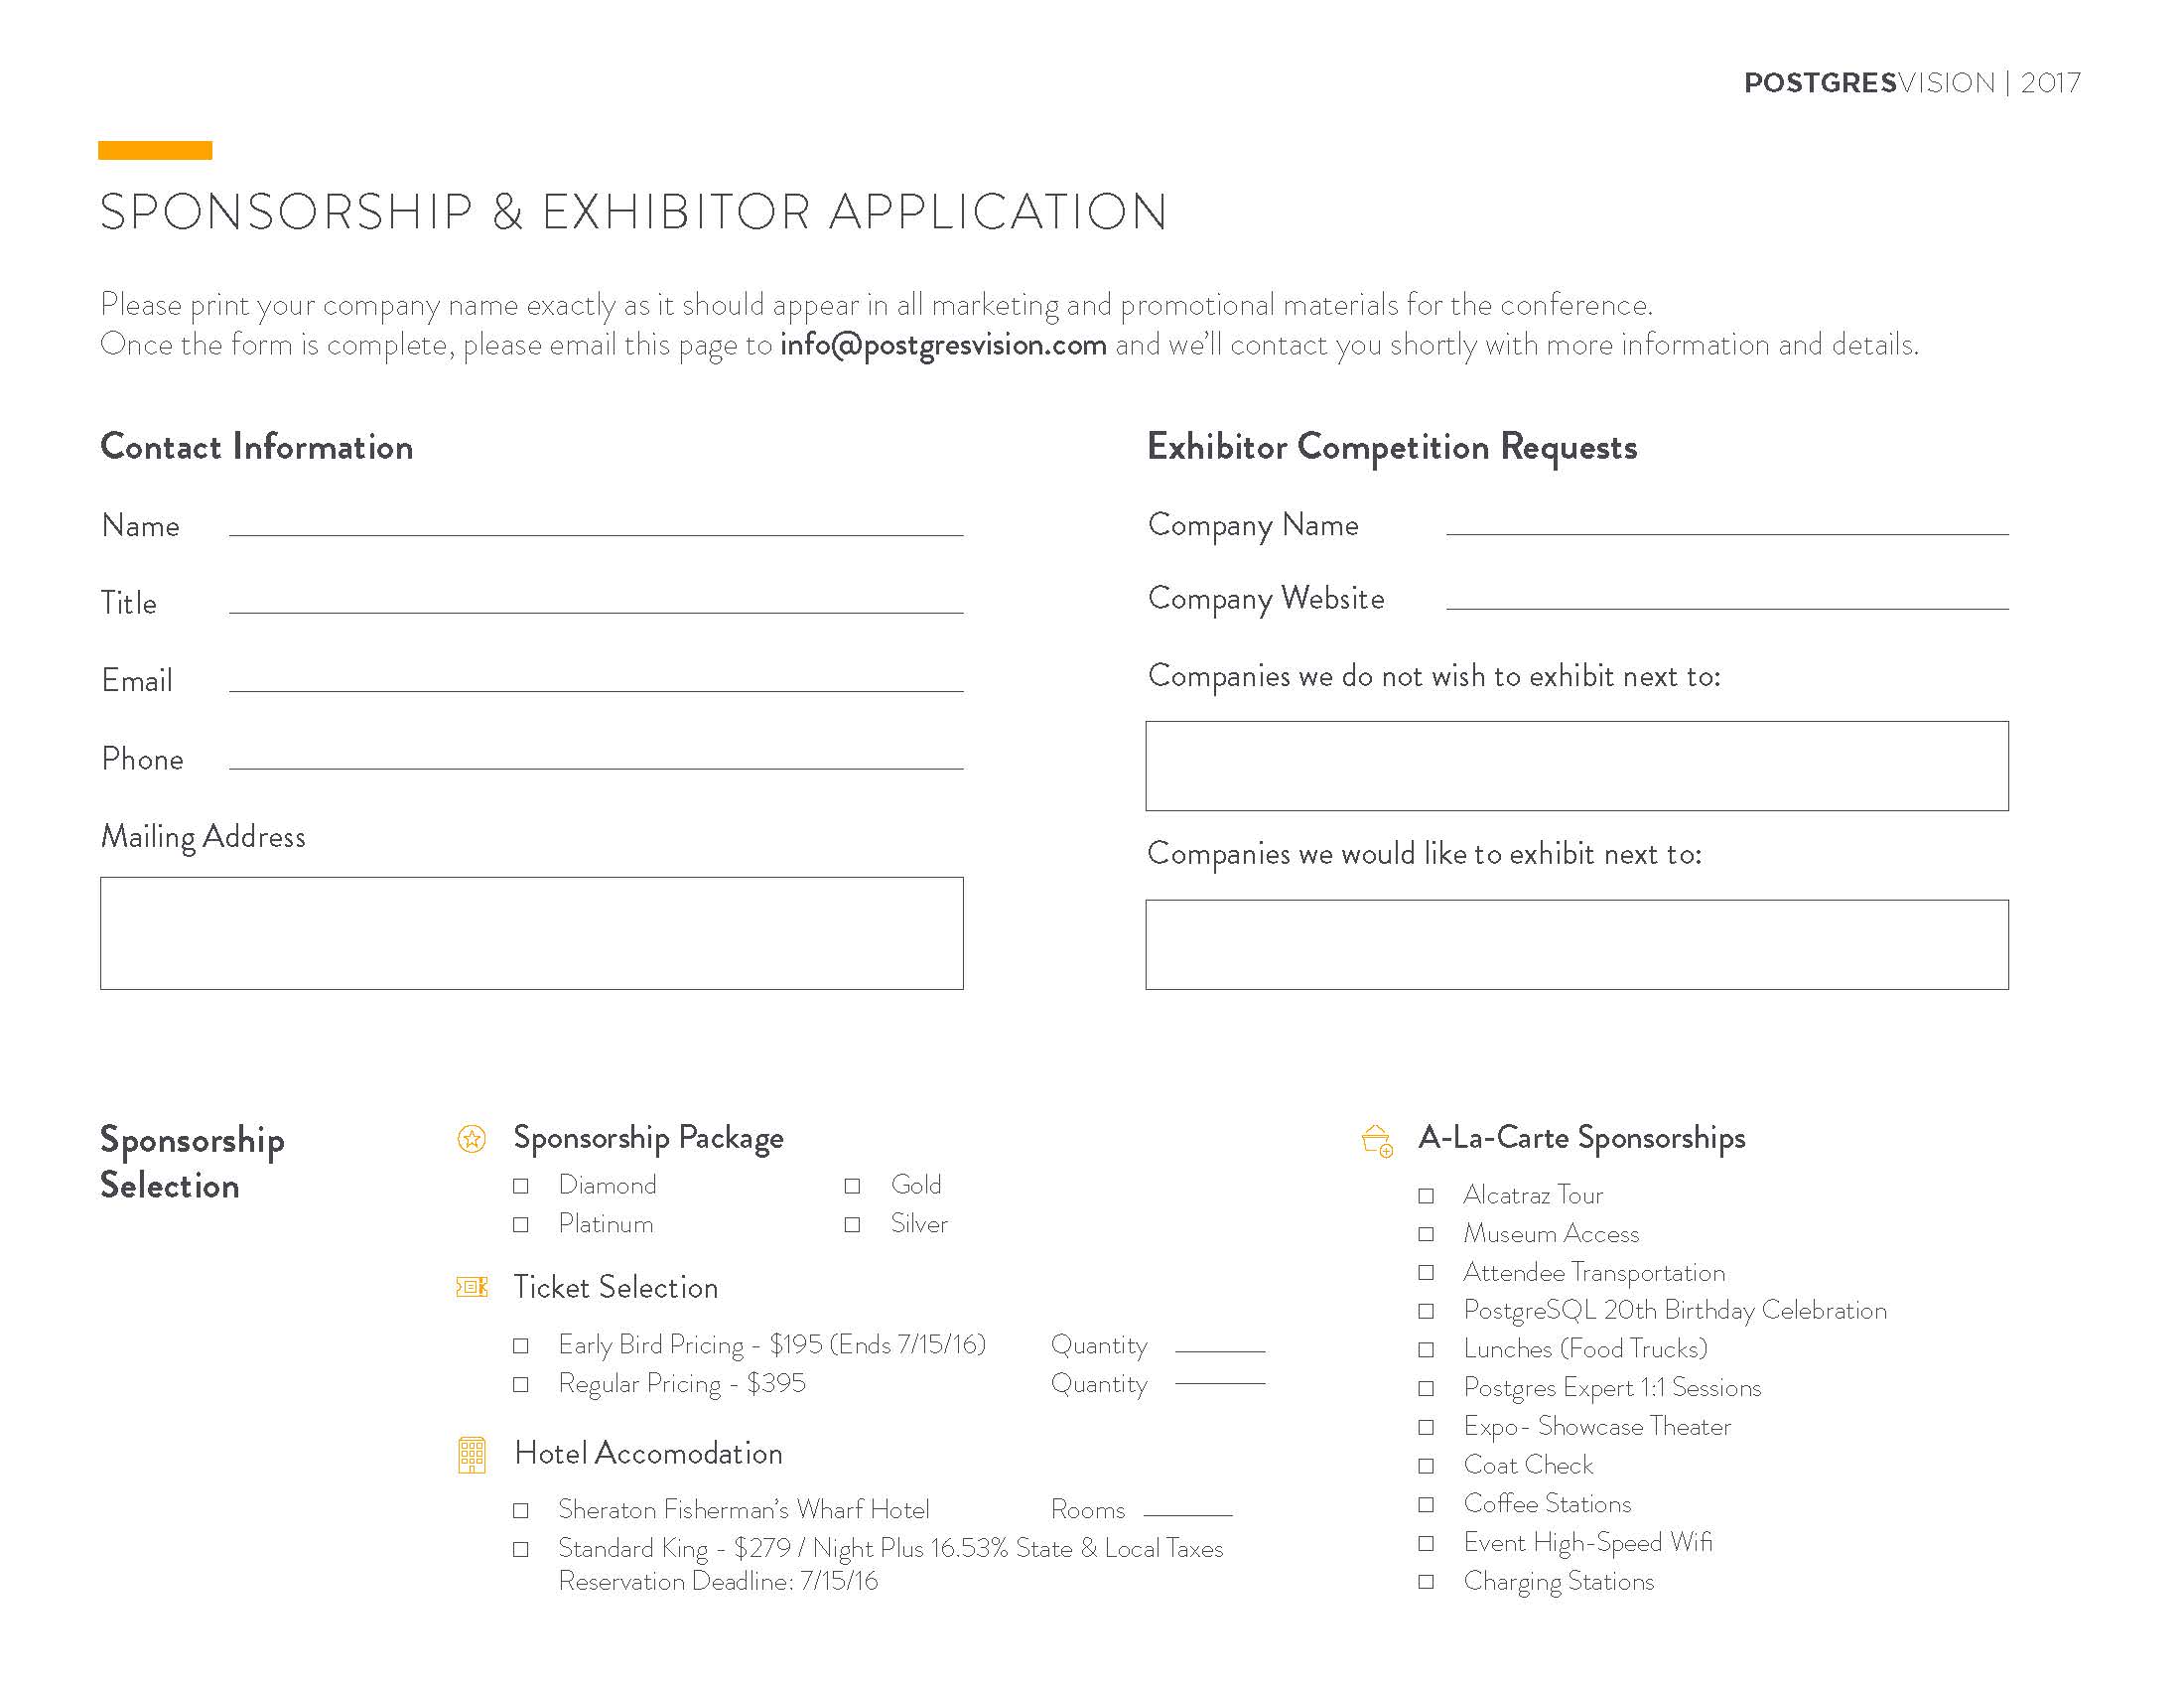 POSTGRESVISION | 2017
SPONSORSHIP & EXHIBITOR APPLICATION
Please print your company name exactly as it should appear in all marketing and promotional materials for the conference.
Once the form is complete, please email this page to info@postgresvision.com and we'll contact you shortly with more information and details.
Contact Information
Name
Title
Email
Phone
Mailing Address
Exhibitor Competition Requests
Company Name
Company Website
Companies we do not wish to exhibit next to:
Companies we would like to exhibit next to:
Sponsorship
Selection
Sponsorship Package
Diamond
Gold
Platinum
Silver
Ticket Selection
Early Bird Pricing - $195 (Ends 7/15/16) Quantity
Regular Pricing - $395 Quantity
Hotel Accomodation
Sheraton Fisherman's Wharf Hotel Rooms
Standard King - $279 / Night Plus 16.53% State & Local Taxes
Reservation Deadline: 7/15/16
A-La-Carte Sponsorships
Alcatraz Tour
Museum Access
Attendee Transportation
PostgreSQL 20th Birthday Celebration
Lunches (Food Trucks)
Postgres Expert 1:1 Sessions
Expo- Showcase Theater
Coat Check
Coffee Stations
Event High-Speed Wifi
Charging Stations